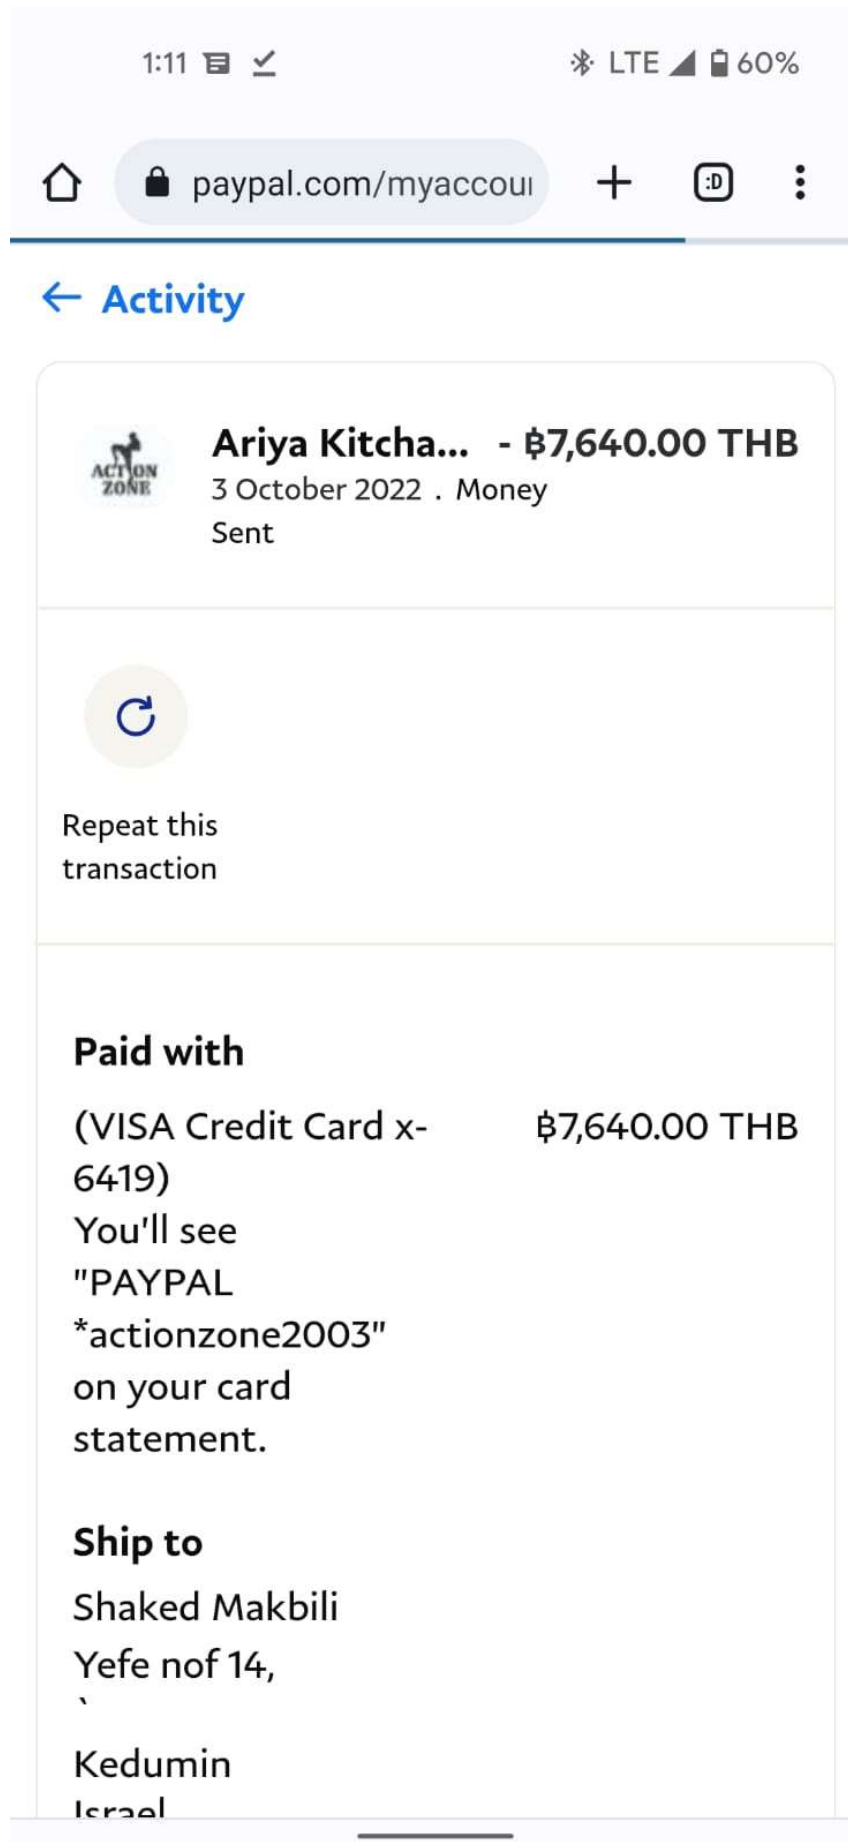 1:11 LTE 60%
paypal.com/myaccour
Activity
ACTION
ZONE
Ariya Kitcha... - ฿7,640.00 THB
3 October 2022 . Money
Sent
Repeat this
transaction
Paid with
(VISA Credit Card x- ฿7,640.00 THB
6419)
You'll see
"PAYPAL
*actionzone2003"
on your card
statement.
Ship to
Shaked Makbili
Yefe nof 14,
`
Kedumin
Israel